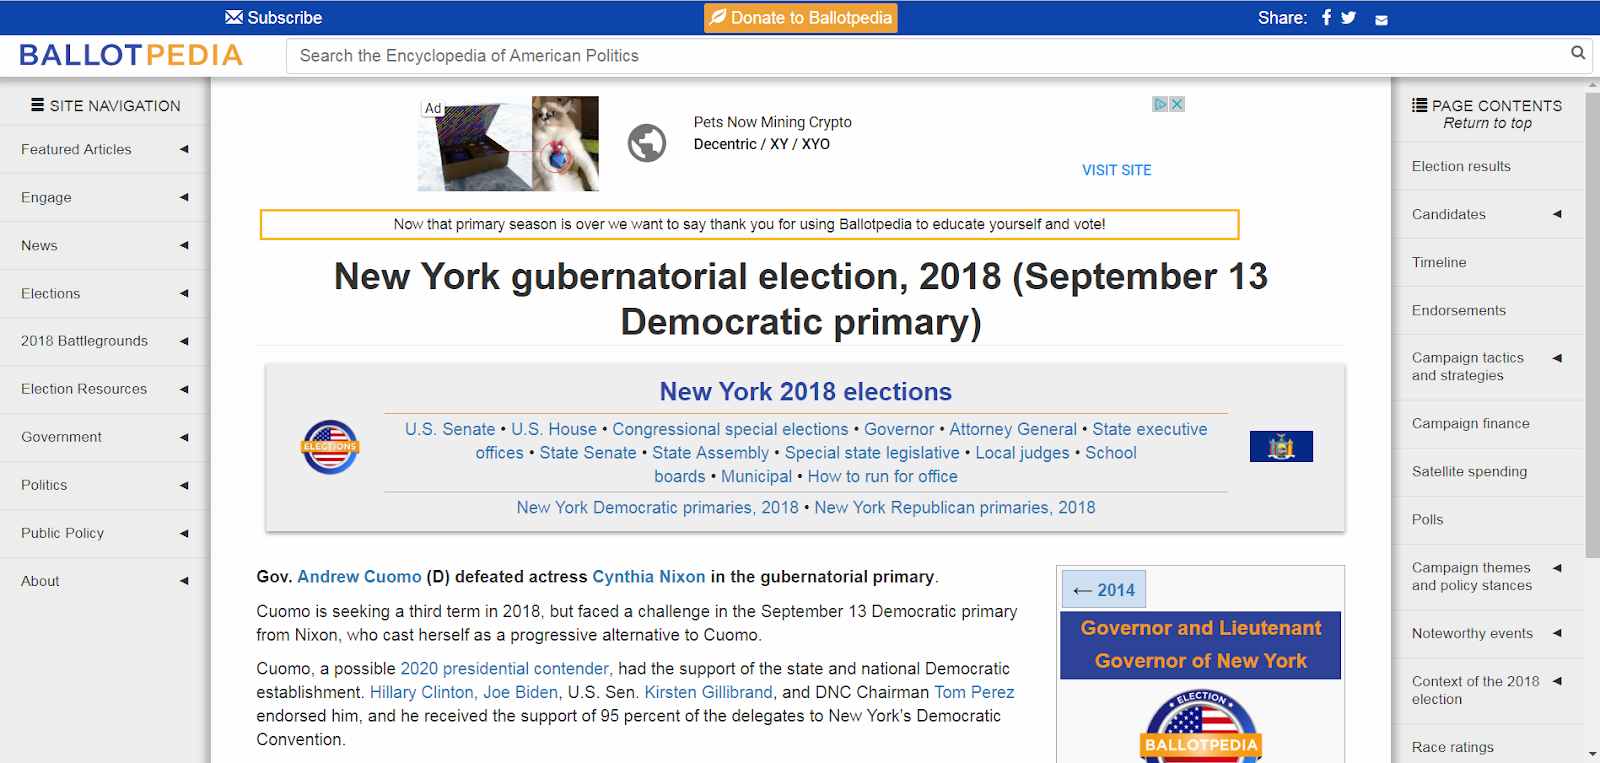 Subscribe
Donate to Ballotpedia
Share:
BALLOTPEDIA
Search the Encyclopedia of American Politics
SITE NAVIGATION
Featured Articles
Engage
News
Elections
2018 Battlegrounds
Election Resources
Government
Politics
Public Policy
About
Ad
Pets Now Mining Crypto
Decentric / XY / XYO
VISIT SITE
Now that primary season is over we want to say thank you for using Ballotpedia to educate yourself and vote!
New York gubernatorial election, 2018 (September 13
Democratic primary)
ELECTIONS
New York 2018 elections
U.S. Senate • U.S. House • Congressional special elections • Governor • Attorney General • State executive
offices • State Senate • State Assembly • Special state legislative • Local judges • School
boards • Municipal • How to run for office
New York Democratic primaries, 2018 • New York Republican primaries, 2018
Gov. Andrew Cuomo (D) defeated actress Cynthia Nixon in the gubernatorial primary.
Cuomo is seeking a third term in 2018, but faced a challenge in the September 13 Democratic primary
from Nixon, who cast herself as a progressive alternative to Cuomo.
Cuomo, a possible 2020 presidential contender, had the support of the state and national Democratic
establishment. Hillary Clinton, Joe Biden, U.S. Sen. Kirsten Gillibrand, and DNC Chairman Tom Perez
endorsed him, and he received the support of 95 percent of the delegates to New York's Democratic
Convention.
← 2014
Governor and Lieutenant
Governor of New York
ELECTION
BALLOTPEDIA
PAGE CONTENTS
Return to top
Election results
Candidates
Timeline
Endorsements
Campaign tactics
and strategies
Campaign finance
Satellite spending
Polls
Campaign themes
and policy stances
Noteworthy events
Context of the 2018
election
Race ratings